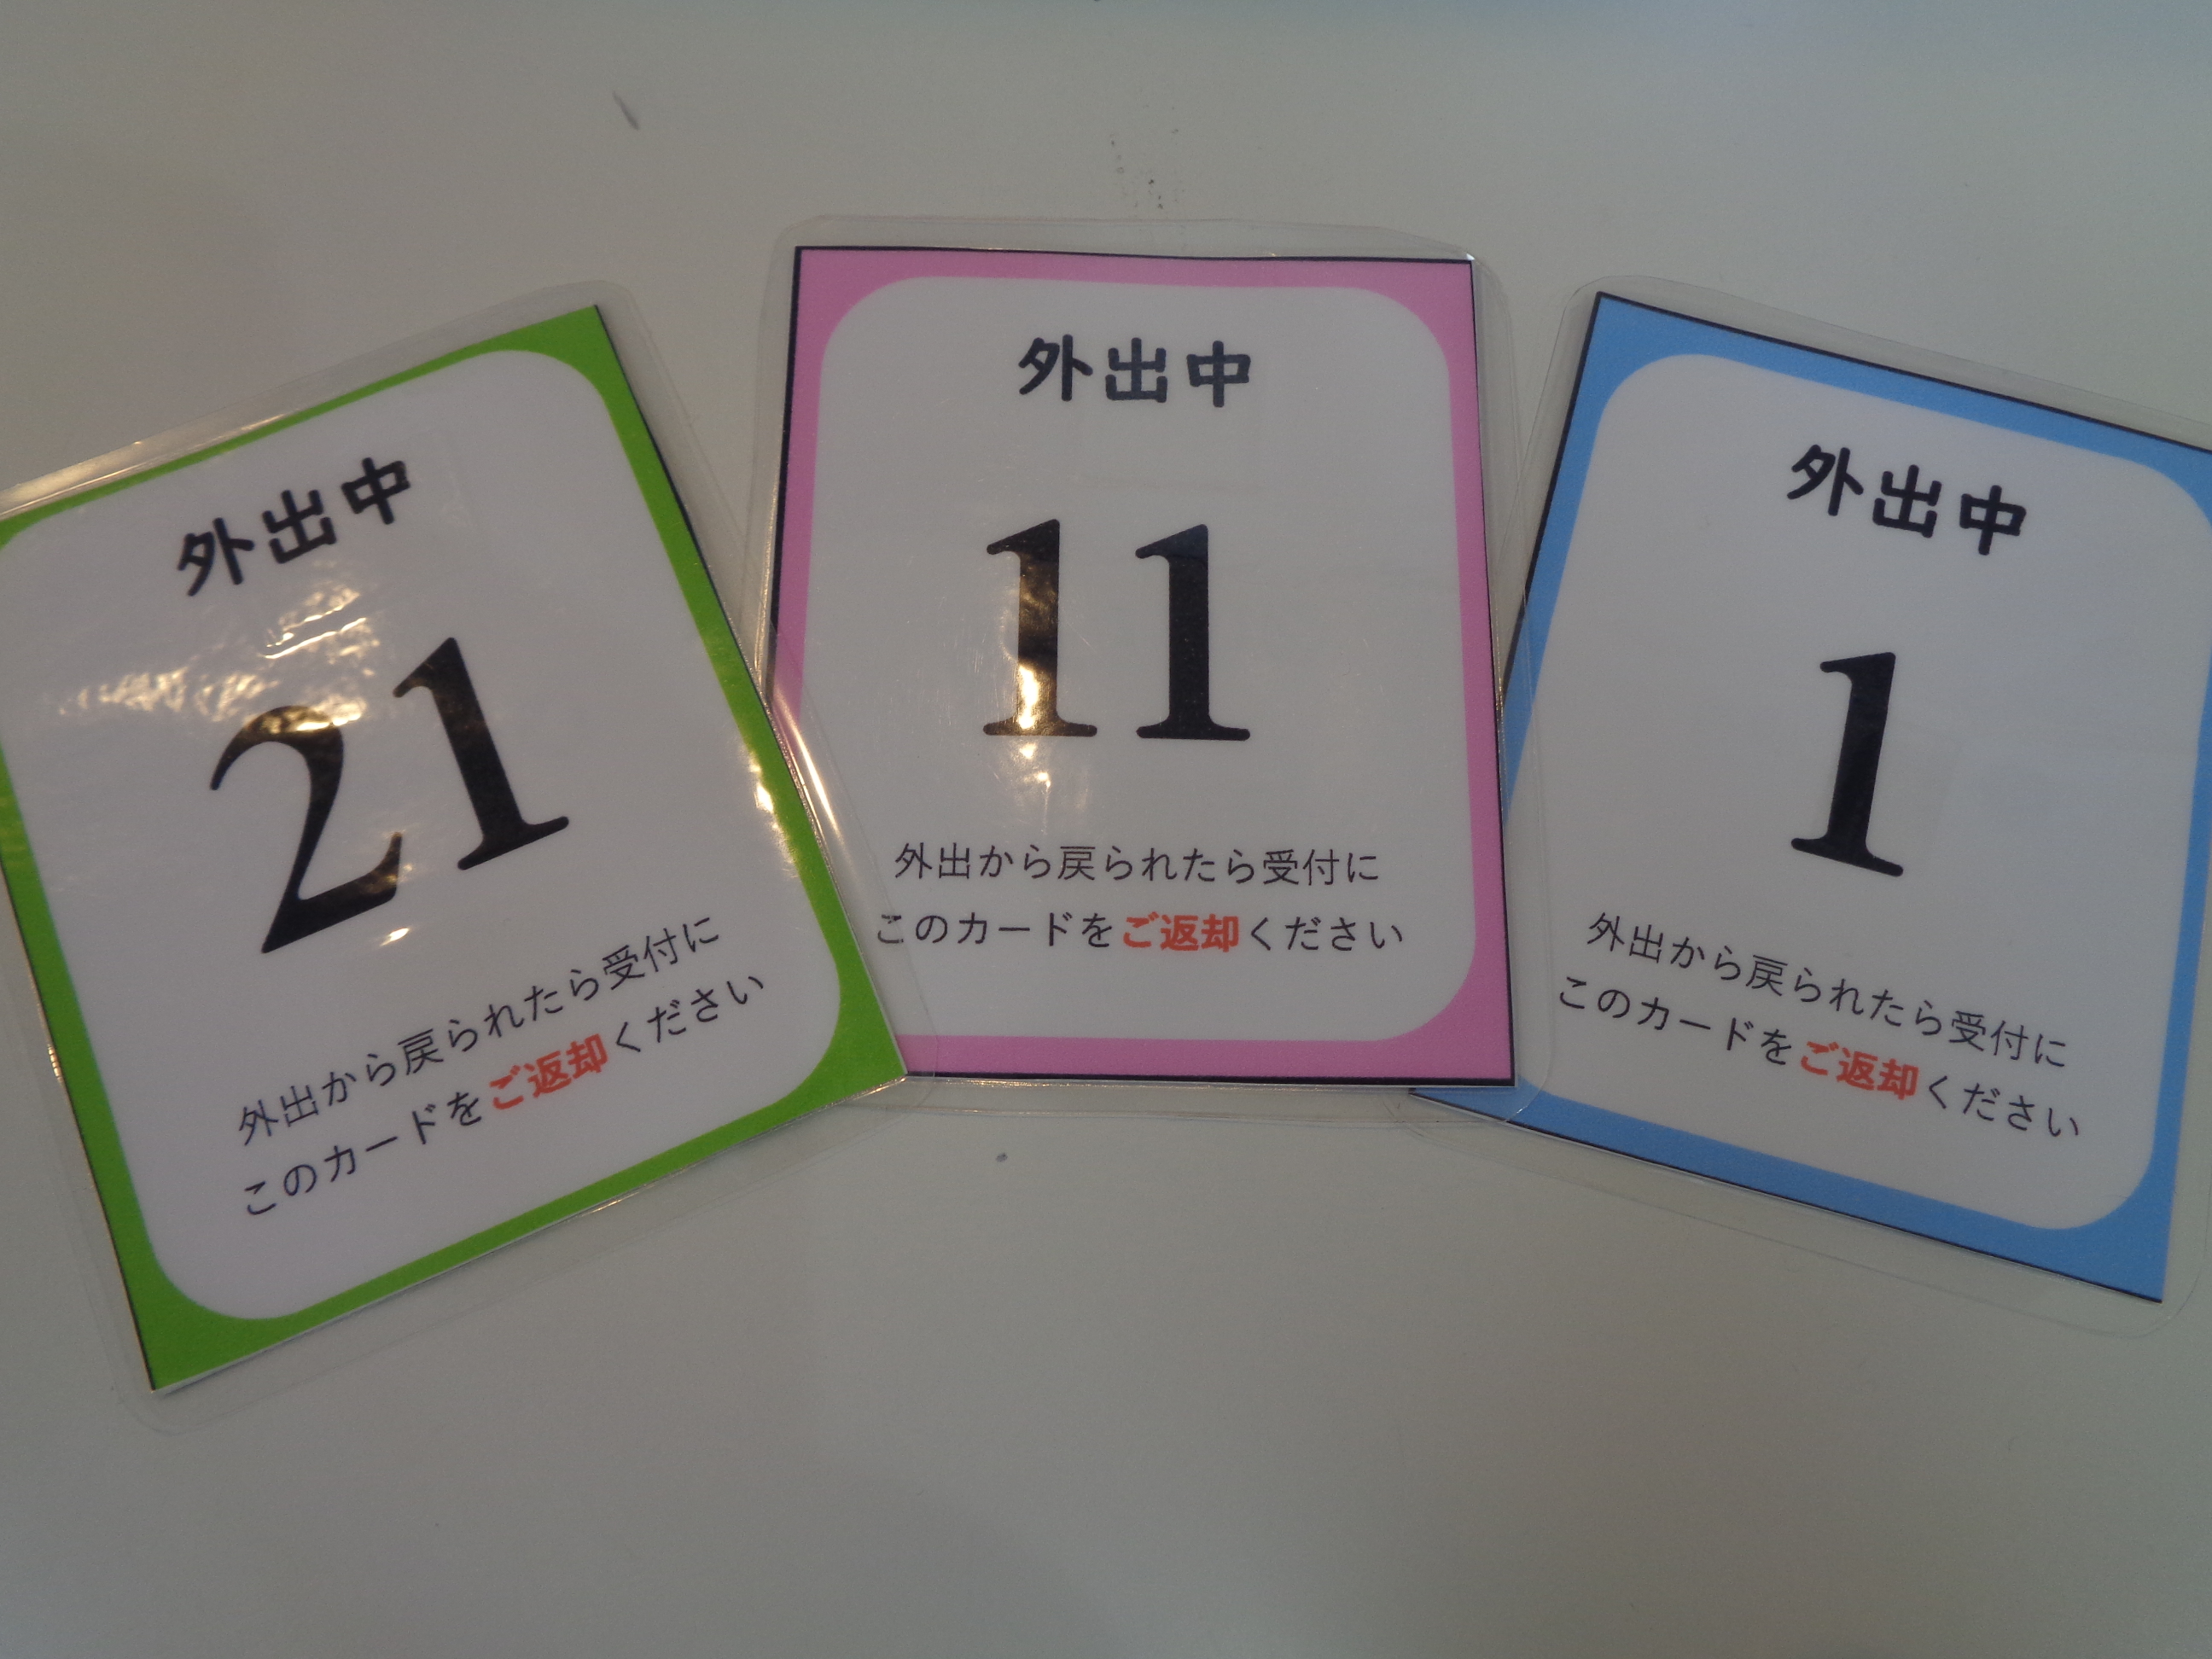 外出中
21
外出から戻られたら受付に
このカードをご返却ください
外出中
11
外出から戻られたら受付に
このカードをご返却ください
外出中
1
外出から戻られたら受付に
このカードをご返却ください